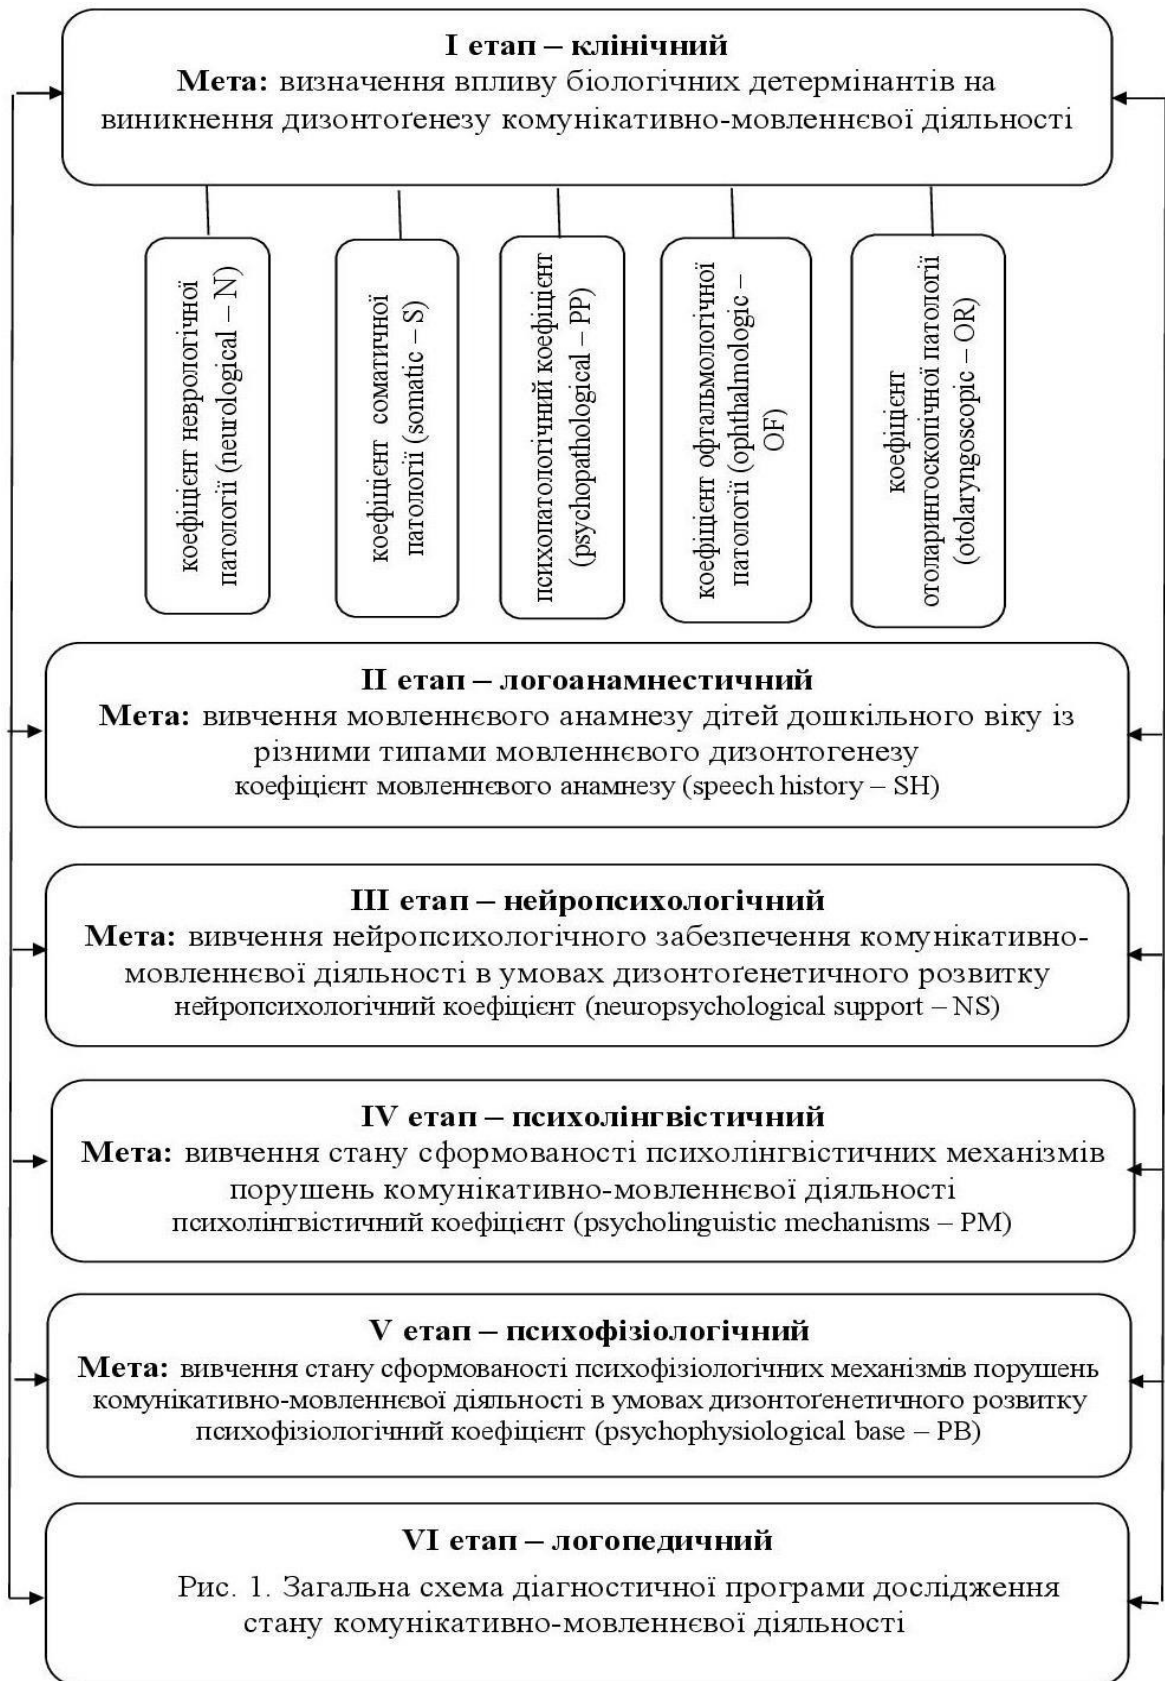 I етап – клінічний
Мета: визначення впливу біологічних детермінантів на
виникнення дизонтоґенезу комунікативно-мовленнєвої діяльності
коефіцієнт неврологічної
патології (neurological – N)
коефіцієнт соматичної
патології (somatic – S)
психопатологічний коефіцієнт
(psychopathological – PP)
коефіцієнт офтальмологічної
патології (ophthalmologic –
OF)
коефіцієнт
отоларингоскопічної патології
(otolaryngoscopic – OR)
II етап – логоанамнестичний
Мета: вивчення мовленнєвого анамнезу дітей дошкільного віку із
різними типами мовленнєвого дизонтогенезу
коефіцієнт мовленнєвого анамнезу (speech history – SH)
III етап – нейропсихологічний
Мета: вивчення нейропсихологічного забезпечення комунікативно-
мовленнєвої діяльності в умовах дизонтоґенетичного розвитку
нейропсихологічний коефіцієнт (neuropsychological support – NS)
IV етап – психолінгвістичний
Мета: вивчення стану сформованості психолінгвістичних механізмів
порушень комунікативно-мовленнєвої діяльності
психолінгвістичний коефіцієнт (psycholinguistic mechanisms – PM)
V етап – психофізіологічний
Мета: вивчення стану сформованості психофізіологічних механізмів порушень
комунікативно-мовленнєвої діяльності в умовах дизонтоґенетичного розвитку
психофізіологічний коефіцієнт (psychophysiological base – PB)
VI етап – логопедичний
Рис. 1. Загальна схема діагностичної програми дослідження
стану комунікативно-мовленнєвої діяльності